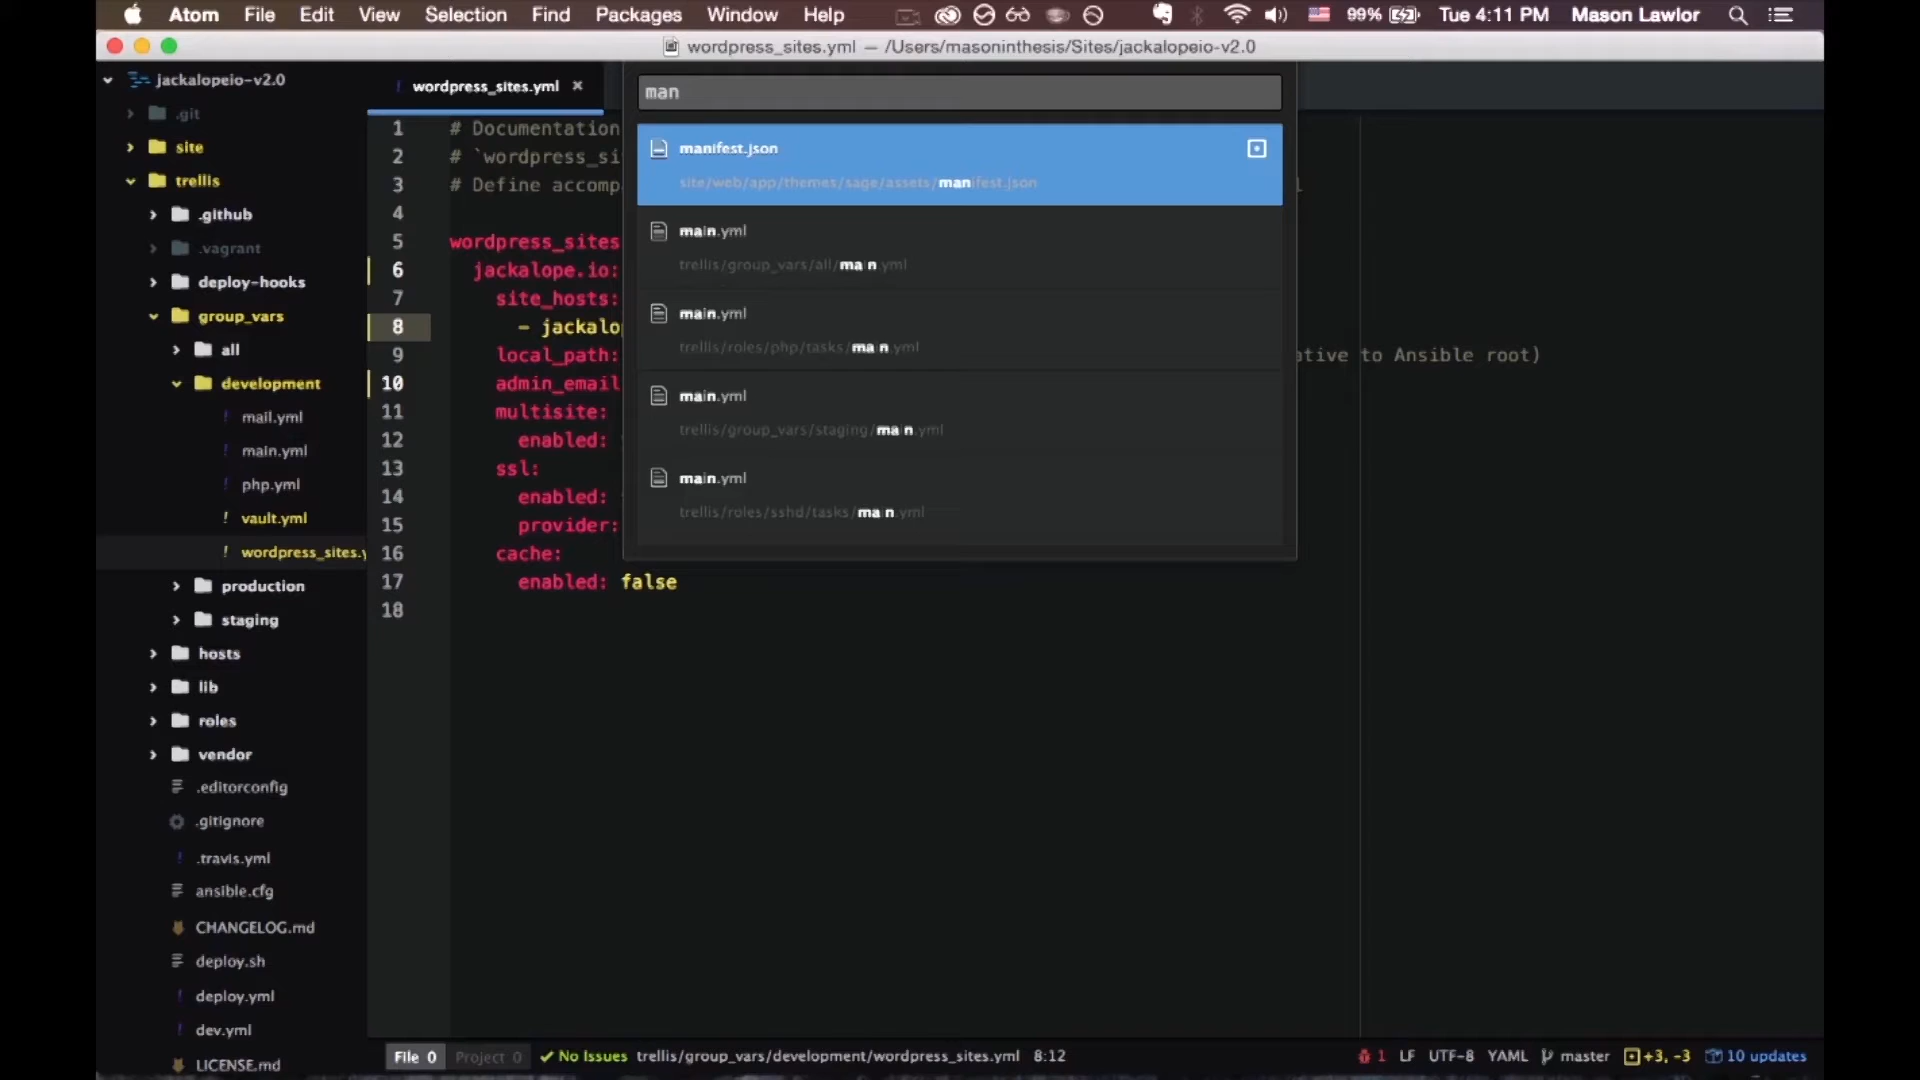 Atom File Edit View Selection Find Packages Window Help 99% Tue 4:11 PM Mason Lawlor
wordpress_sites.yml — /Users/masoninthesis/Sites/jackalopeio-v2.0
jackalopeio-v2.0
.git
site
trellis
.github
.vagrant
deploy-hooks
group_vars
all
development
mail.yml
main.yml
php.yml
vault.yml
wordpress_sites.y
production
staging
hosts
lib
roles
vendor
.editorconfig
.gitignore
.travis.yml
ansible.cfg
CHANGELOG.md
deploy.sh
deploy.yml
dev.yml
LICENSE.md
wordpress_sites.yml
1 # Documentation
2 # `wordpress_si
3 # Define accomp
4
5 wordpress_sites
6 jackalope.io:
7 site_hosts:
8 - jackalo
9 local_path: ative to Ansible root)
10 admin_email
11 multisite:
12 enabled:
13 ssl:
14 enabled:
15 provider:
16 cache:
17 enabled: false
18
man
manifest.json
site/web/app/themes/sage/assets/manifest.json
main.yml
trellis/group_vars/all/main.yml
main.yml
trellis/roles/php/tasks/main.yml
main.yml
trellis/group_vars/staging/main.yml
main.yml
trellis/roles/sshd/tasks/main.yml
File 0 Project 0 No Issues trellis/group_vars/development/wordpress_sites.yml 8:12 1 LF UTF-8 YAML master +3, -3 10 updates